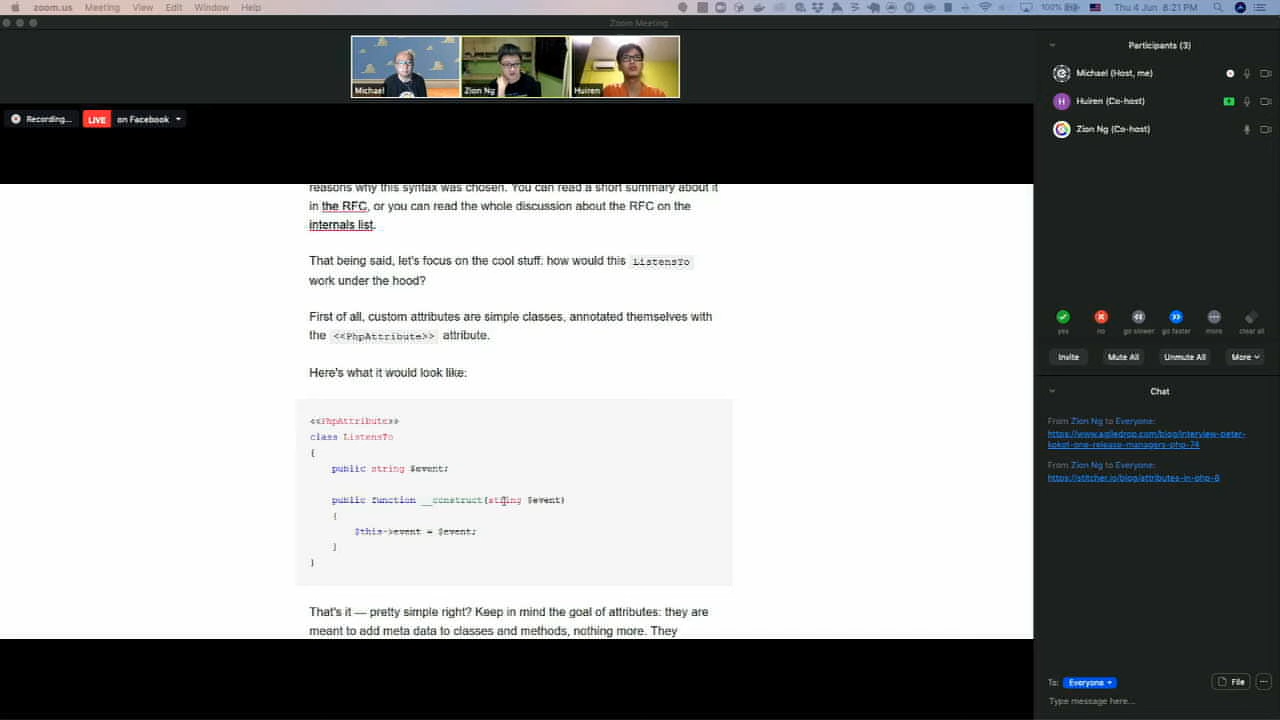 zoom.us Meeting View Edit Window Help 100% Thu 4 Jun 8:21 PM
Zoom Meeting
Michael
Zion Ng
Huiren
Recording...
LIVE
on Facebook
reasons why this syntax was chosen. You can read a short summary about it
in the RFC, or you can read the whole discussion about the RFC on the
internals list.
That being said, let's focus on the cool stuff: how would this ListensTo
work under the hood?
First of all, custom attributes are simple classes, annotated themselves with
the <<PhpAttribute>> attribute.
Here's what it would look like:
<<PhpAttribute>>
class ListensTo
{
public string $event;
public function __construct(string $event)
{
$this->event = $event;
}
}
That's it — pretty simple right? Keep in mind the goal of attributes: they are
meant to add meta data to classes and methods, nothing more. They
Participants (3)
Michael (Host, me)
H Huiren (Co-host)
Zion Ng (Co-host)
yes no go slower go faster more clear all
Invite Mute All Unmute All More
Chat
From Zion Ng to Everyone:
https://www.agiledrop.com/blog/interview-peter-
kokot-one-release-managers-php-74
From Zion Ng to Everyone:
https://stitcher.io/blog/attributes-in-php-8
To: Everyone File
Type message here...